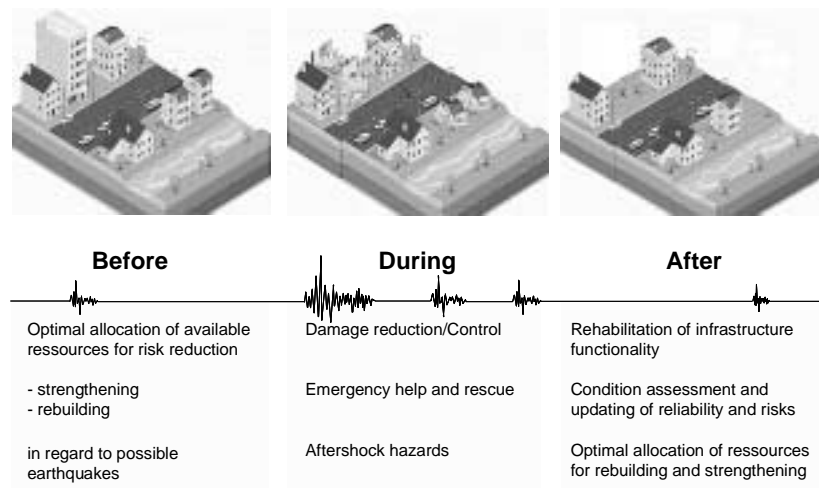 Before
During
After
Optimal allocation of available
ressources for risk reduction
- strengthening
- rebuilding
in regard to possible
earthquakes
Damage reduction/Control
Emergency help and rescue
Aftershock hazards
Rehabilitation of infrastructure
functionality
Condition assessment and
updating of reliability and risks
Optimal allocation of ressources
for rebuilding and strengthening